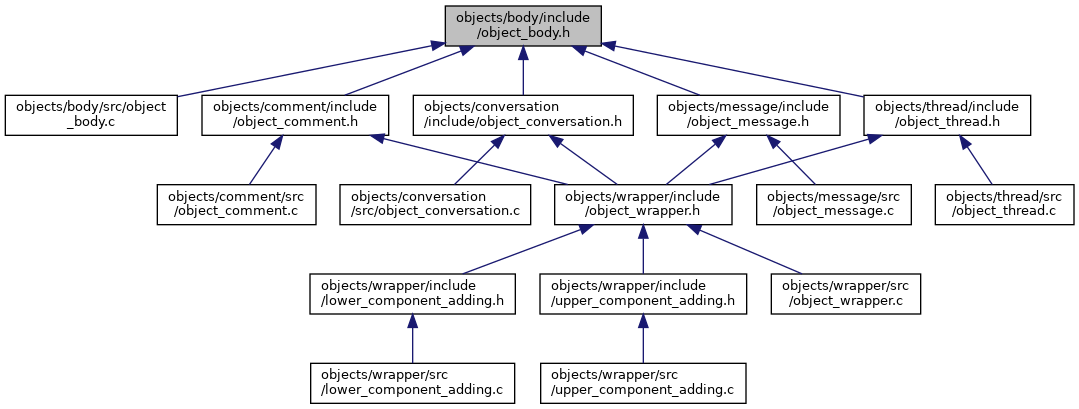 objects/body/include
/object_body.h
objects/body/src/object
_body.c
objects/comment/include
/object_comment.h
objects/conversation
/include/object_conversation.h
objects/message/include
/object_message.h
objects/thread/include
/object_thread.h
objects/comment/src
/object_comment.c
objects/conversation
/src/object_conversation.c
objects/wrapper/include
/object_wrapper.h
objects/message/src
/object_message.c
objects/thread/src
/object_thread.c
objects/wrapper/include
/lower_component_adding.h
objects/wrapper/include
/upper_component_adding.h
objects/wrapper/src
/object_wrapper.c
objects/wrapper/src
/lower_component_adding.c
objects/wrapper/src
/upper_component_adding.c